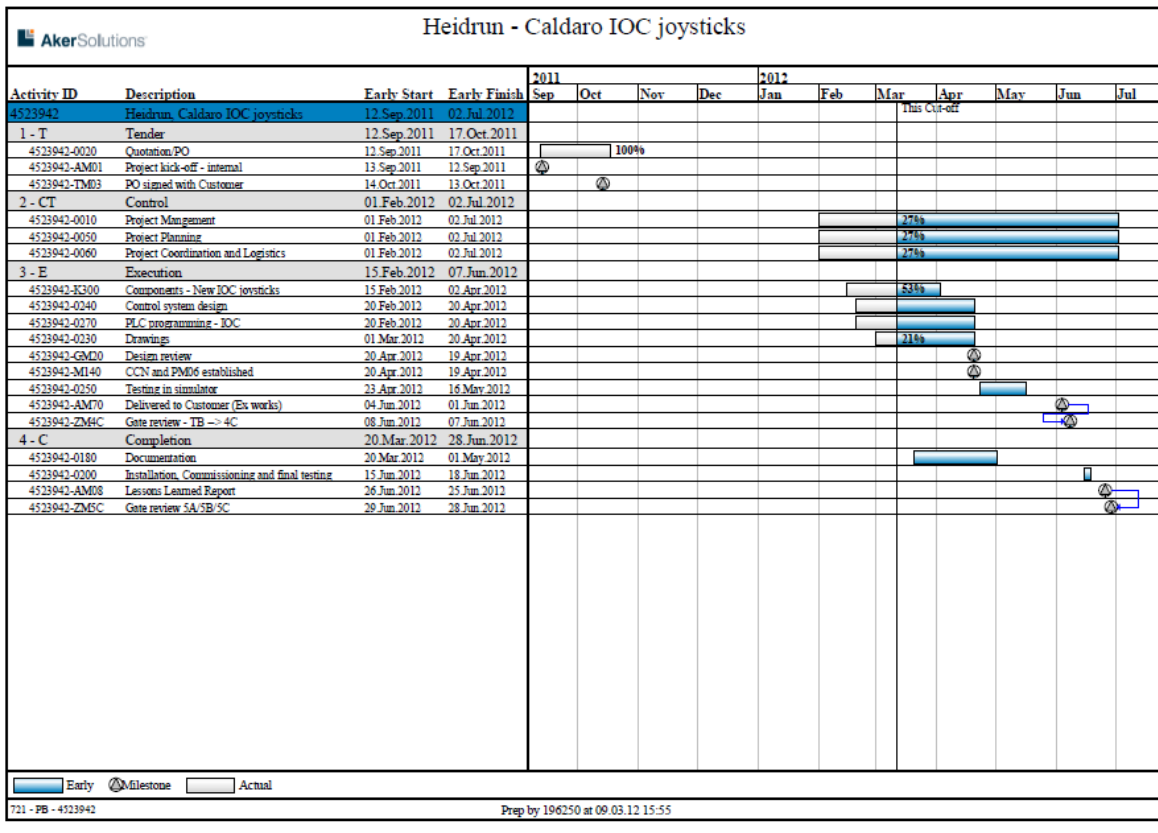 Heidrun - Caldaro IOC joysticks
AkerSolutions
2011 2012
Activity ID Description Early Start Early Finish Sep Oct Nov Dec Jan Feb Mar Apr May Jun Jul
This Cut-off
4523942 Heidrun, Caldaro IOC joysticks 12.Sep.2011 02.Jul.2012
1 - T Tender 12.Sep.2011 17.Oct.2011
4523942-0020 Quotation/PO 12.Sep.2011 17.Oct.2011 100%
4523942-AM01 Project kick-off - internal 13.Sep.2011 12.Sep.2011
4523942-TM03 PO signed with Customer 14.Oct.2011 13.Oct.2011
2 - CT Control 01.Feb.2012 02.Jul.2012
4523942-0010 Project Mangement 01.Feb.2012 02.Jul.2012 27%
4523942-0050 Project Planning 01.Feb.2012 02.Jul.2012 27%
4523942-0060 Project Coordination and Logistics 01.Feb.2012 02.Jul.2012 27%
3 - E Execution 15.Feb.2012 07.Jun.2012
4523942-K300 Components - New IOC joysticks 15.Feb.2012 02.Apr.2012 53%
4523942-0240 Control system design 20.Feb.2012 20.Apr.2012
4523942-0270 PLC programming - IOC 20.Feb.2012 20.Apr.2012
4523942-0230 Drawings 01.Mar.2012 20.Apr.2012 21%
4523942-GM20 Design review 20.Apr.2012 19.Apr.2012
4523942-M140 CCN and PM06 established 20.Apr.2012 19.Apr.2012
4523942-0250 Testing in simulator 23.Apr.2012 16.May.2012
4523942-AM70 Delivered to Customer (Ex works) 04.Jun.2012 01.Jun.2012
4523942-ZM4C Gate review - TB --> 4C 08.Jun.2012 07.Jun.2012
4 - C Completion 20.Mar.2012 28.Jun.2012
4523942-0180 Documentation 20.Mar.2012 01.May.2012
4523942-0200 Installation, Commissioning and final testing 15.Jun.2012 18.Jun.2012
4523942-AM08 Lessons Learned Report 26.Jun.2012 25.Jun.2012
4523942-ZM5C Gate review 5A/5B/5C 29.Jun.2012 28.Jun.2012
Early Milestone Actual
721 - PB - 4523942 Prep by 196250 at 09.03.12 15:55